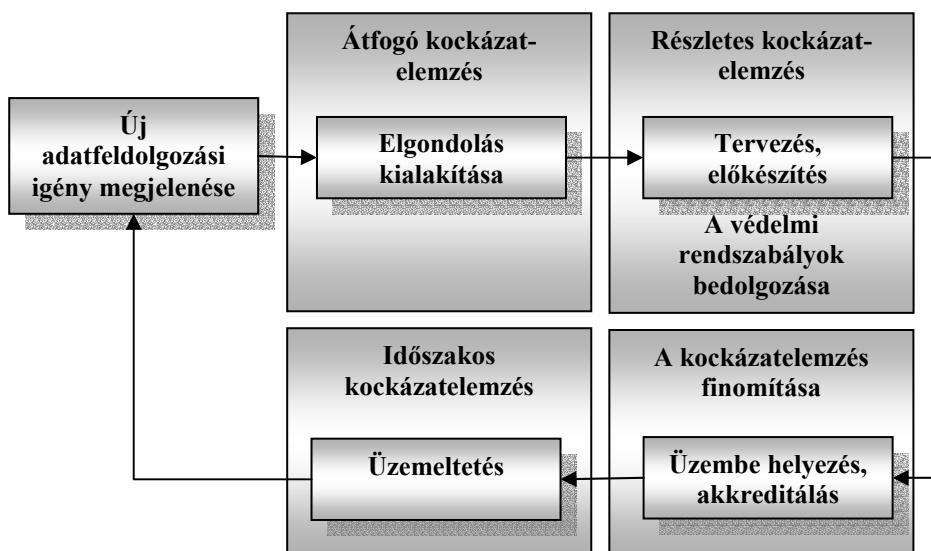 Új
adatfeldolgozási
igény megjelenése
Átfogó kockázat-
elemzés
Elgondolás
kialakítása
Részletes kockázat-
elemzés
Tervezés,
előkészítés
A védelmi
rendszabályok
bedolgozása
A kockázatelemzés
finomítása
Üzembe helyezés,
akkreditálás
Időszakos
kockázatelemzés
Üzemeltetés